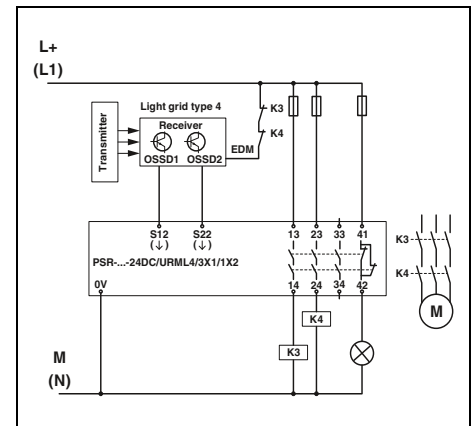 L+
(L1)
Light grid type 4
Transmitter
Receiver
OSSD1 OSSD2
EDM
K3
K4
S12
(↓)
S22
(↓)
13 23 33 41
PSR-...-24DC/URML4/3X1/1X2
0V
14 24 34 42
K3
K4
M
K4
K3
M
(N)